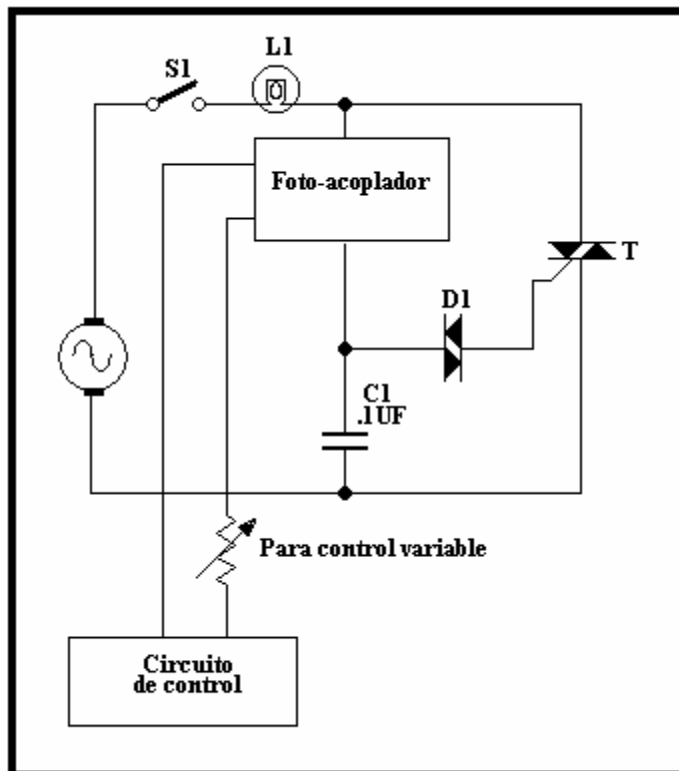 L1
S1
Foto-acoplador
T
D1
C1
.1UF
Para control variable
Circuito
de control